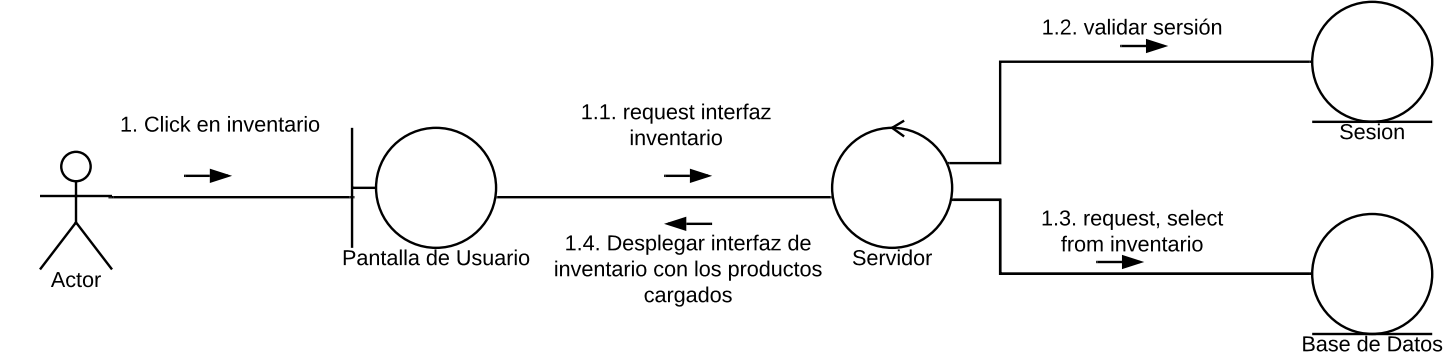 1.2. validar sersión
1. Click en inventario
1.1. request interfaz
inventario
Sesion
1.3. request, select
from inventario
1.4. Desplegar interfaz de
inventario con los productos
cargados
Pantalla de Usuario
Servidor
Actor
Base de Datos